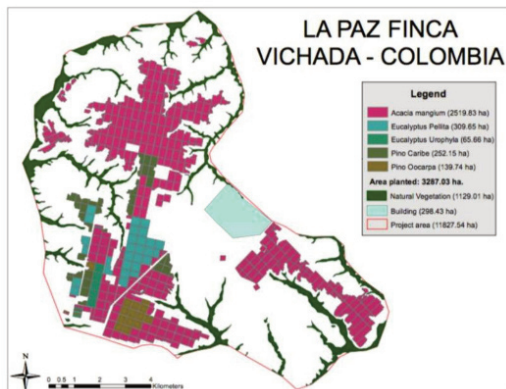 LA PAZ FINCA
VICHADA - COLOMBIA
Legend
Acacia mangium (2519.83 ha)
Eucalyptus Pellita (309.65 ha)
Eucalyptus Urophyla (65.66 ha)
Pino Caribe (252.15 ha)
Pino Oocarpa (139.74 ha)
Area planted: 3287.03 ha.
Natural Vegetation (1129.01 ha)
Building (298.43 ha)
Project area (11827.54 ha)
N
0 0.5 1 2 3 4
Kilometers